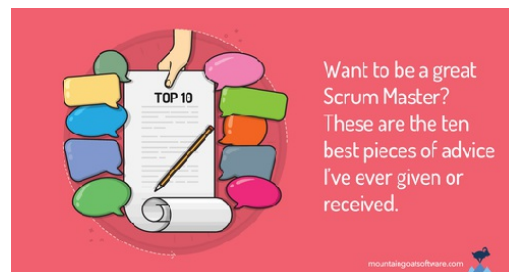 TOP 10
Want to be a great
Scrum Master?
These are the ten
best pieces of advice
I've ever given or
received.
mountaingoatsoftware.com